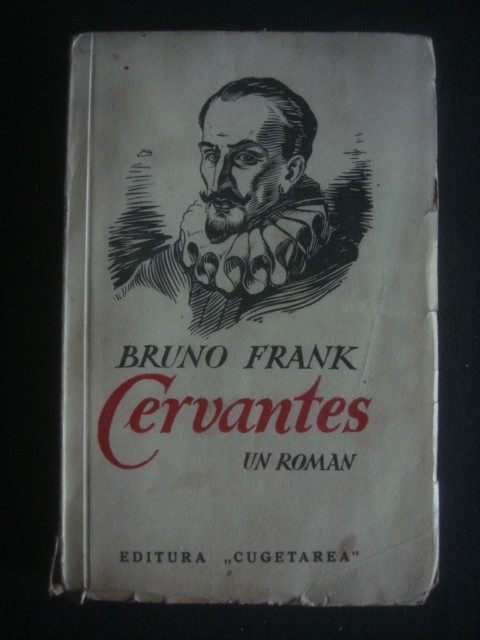 BRUNO FRANK
Cervantes
UN ROMAN
EDITURA „CUGETAREA"